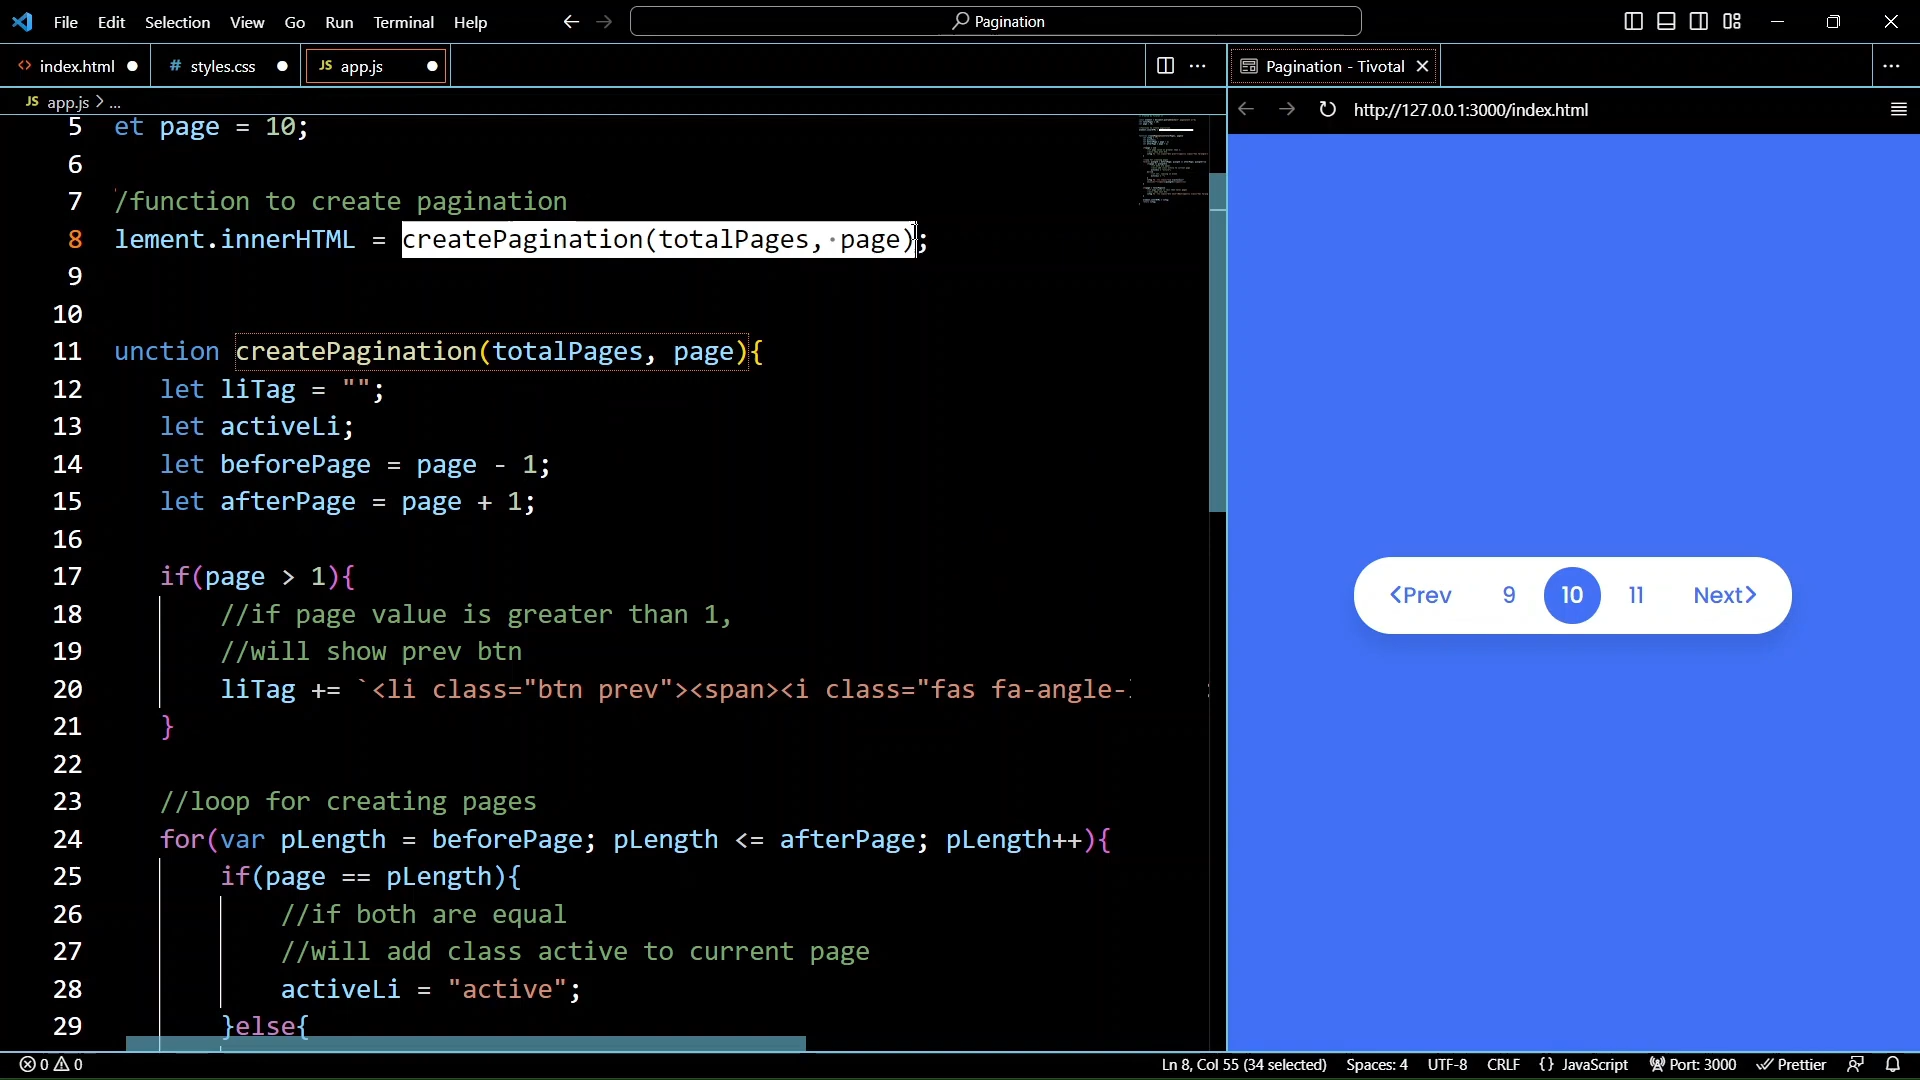 File Edit Selection View Go Run Terminal Help
Pagination
index.html
# styles.css
JS app.js
Pagination - Tivotal
JS app.js > ...
http://127.0.0.1:3000/index.html
5 et page = 10;
6
7 /function to create pagination
8 lement.innerHTML = createPagination(totalPages, page);
9
10
11 unction createPagination(totalPages, page){
12 let liTag = "";
13 let activeLi;
14 let beforePage = page - 1;
15 let afterPage = page + 1;
16
17 if(page > 1){
18 //if page value is greater than 1,
19 //will show prev btn
20 liTag += `<li class="btn prev"><span><i class="fas fa-angle-
21 }
22
23 //loop for creating pages
24 for(var pLength = beforePage; pLength <= afterPage; pLength++){
25 if(page == pLength){
26 //if both are equal
27 //will add class active to current page
28 activeLi = "active";
29 }else{
<Prev 9 10 11 Next>
0 0
Ln 8, Col 55 (34 selected) Spaces: 4 UTF-8 CRLF {} JavaScript Port: 3000 Prettier